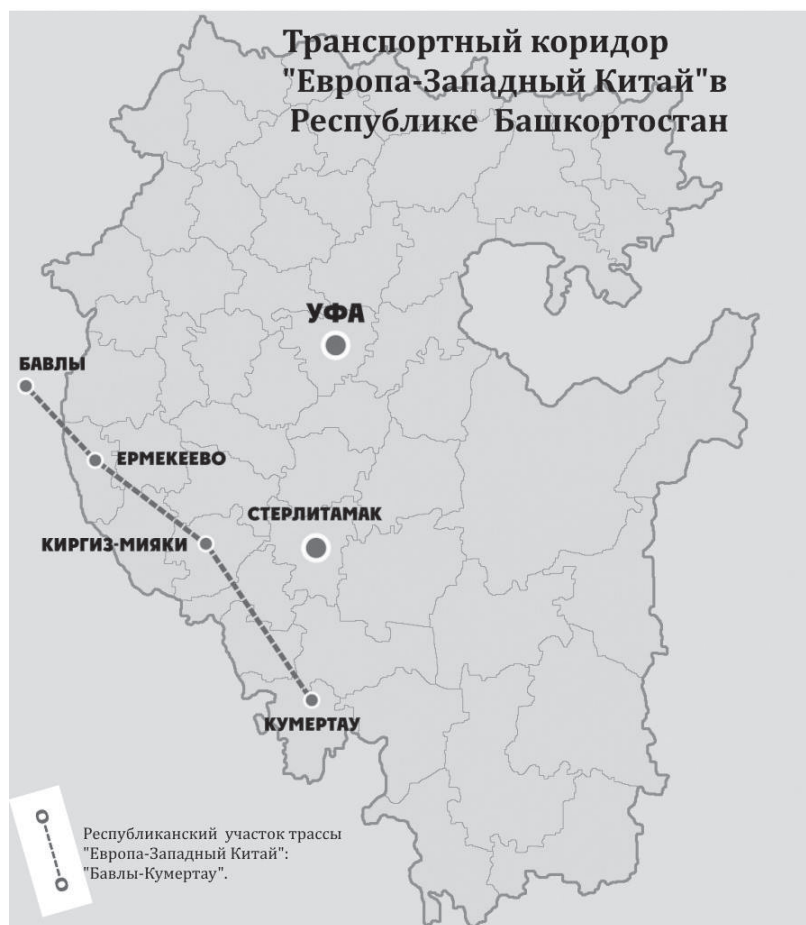 Транспортный коридор
"Европа-Западный Китай"в
Республике Башкортостан
УФА
БАВЛЫ
ЕРМЕКЕЕВО
СТЕРЛИТАМАК
КИРГИЗ-МИЯКИ
КУМЕРТАУ
Республиканский участок трассы
"Европа-Западный Китай":
"Бавлы-Кумертау".